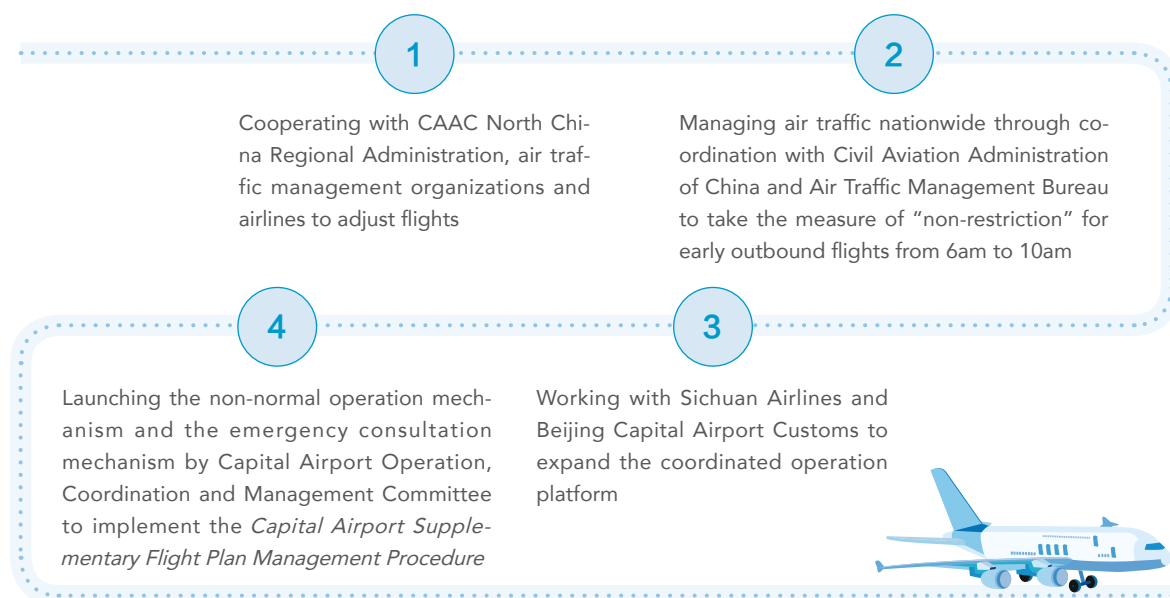 1
Cooperating with CAAC North Chi-
na Regional Administration, air traf-
fic management organizations and
airlines to adjust flights
2
Managing air traffic nationwide through co-
ordination with Civil Aviation Administration
of China and Air Traffic Management Bureau
to take the measure of “non-restriction” for
early outbound flights from 6am to 10am
3
Working with Sichuan Airlines and
Beijing Capital Airport Customs to
expand the coordinated operation
platform
4
Launching the non-normal operation mech-
anism and the emergency consultation
mechanism by Capital Airport Operation,
Coordination and Management Committee
to implement the Capital Airport Supple-
mentary Flight Plan Management Procedure